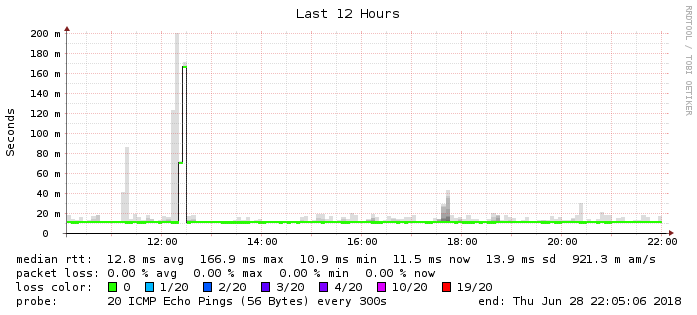 Last 12 Hours
RRDTOOL / TOBI OETIKER
Seconds
200 m
180 m
160 m
140 m
120 m
100 m
80 m
60 m
40 m
20 m
0
12:00 14:00 16:00 18:00 20:00 22:00
median rtt: 12.8 ms avg 166.9 ms max 10.9 ms min 11.5 ms now 13.9 ms sd 921.3 m am/s
packet loss: 0.00 % avg 0.00 % max 0.00 % min 0.00 % now
loss color: 0 1/20 2/20 3/20 4/20 10/20 19/20
probe: 20 ICMP Echo Pings (56 Bytes) every 300s end: Thu Jun 28 22:05:06 2018